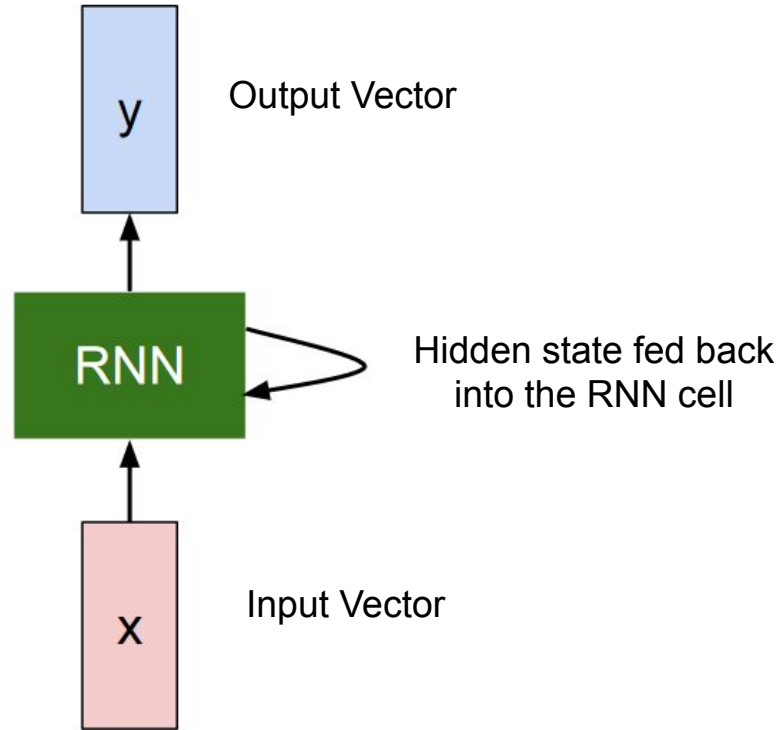 y
Output Vector
RNN
Hidden state fed back
into the RNN cell
x
Input Vector